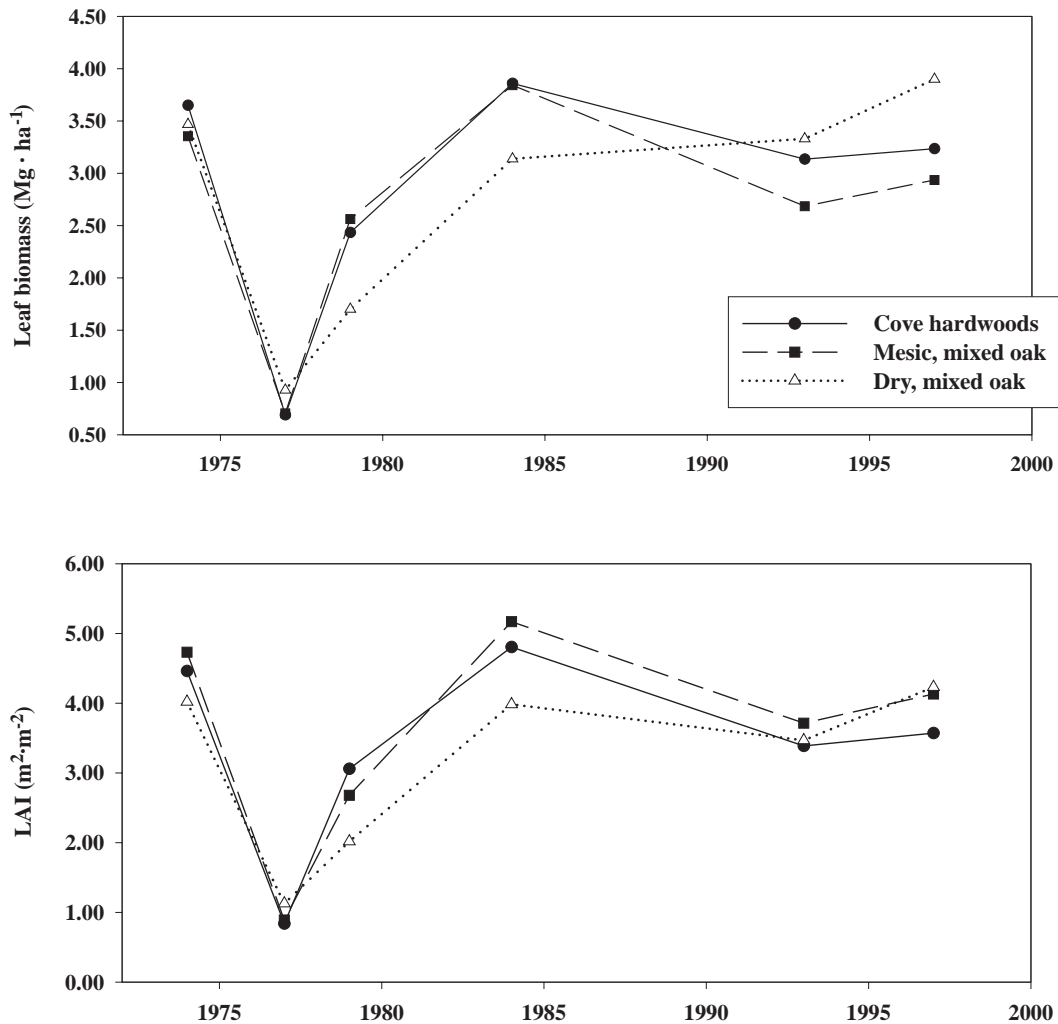 4.50
4.00
3.50
3.00
2.50
2.00
1.50
1.00
0.50
Leaf biomass (Mg · ha⁻¹)
Cove hardwoods
Mesic, mixed oak
Dry, mixed oak
1975 1980 1985 1990 1995 2000
6.00
5.00
4.00
3.00
2.00
1.00
0.00
LAI (m²·m⁻²)
1975 1980 1985 1990 1995 2000